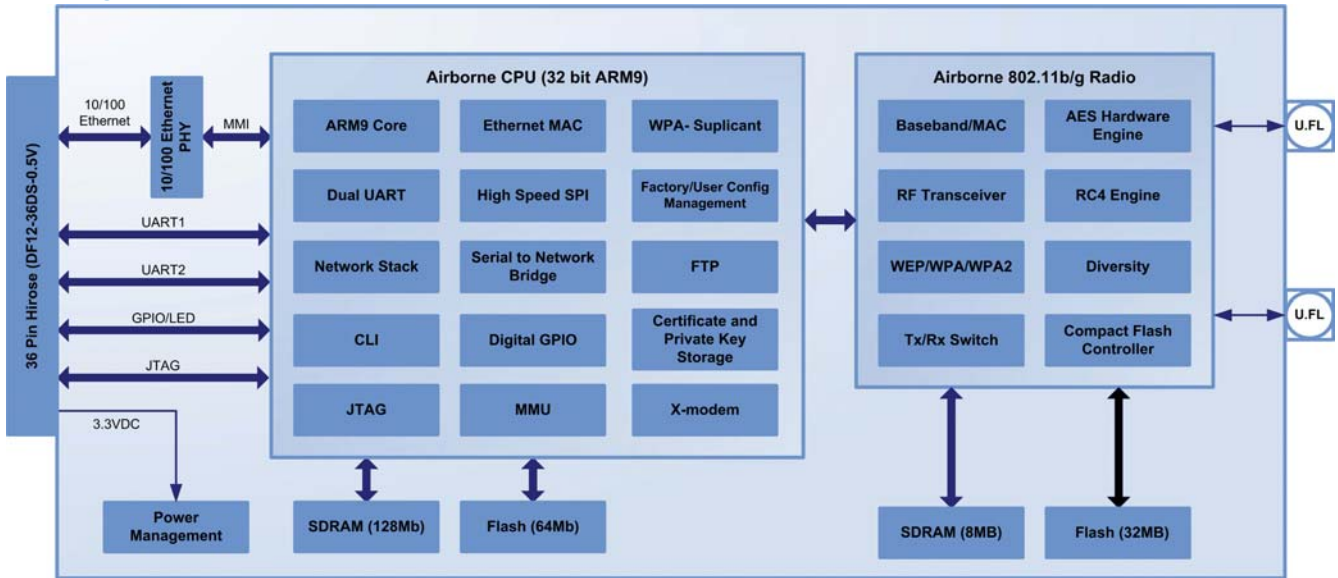 36 Pin Hirose (DF12-36DS-0.5V)
10/100
Ethernet
10/100 Ethernet
PHY
MMI
UART1
UART2
GPIO/LED
JTAG
3.3VDC
Power
Management
Airborne CPU (32 bit ARM9)
ARM9 Core
Ethernet MAC
WPA- Suplicant
Dual UART
High Speed SPI
Factory/User Config
Management
Network Stack
Serial to Network
Bridge
FTP
CLI
Digital GPIO
Certificate and
Private Key
Storage
JTAG
MMU
X-modem
SDRAM (128Mb)
Flash (64Mb)
Airborne 802.11b/g Radio
Baseband/MAC
AES Hardware
Engine
RF Transceiver
RC4 Engine
WEP/WPA/WPA2
Diversity
Tx/Rx Switch
Compact Flash
Controller
SDRAM (8MB)
Flash (32MB)
U.FL
U.FL